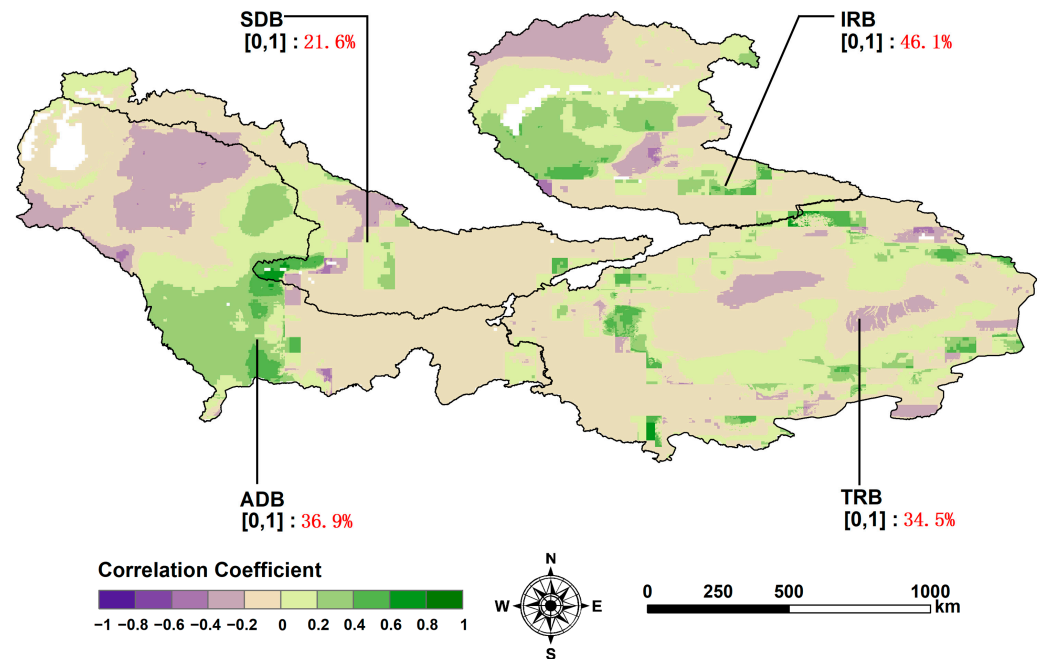 SDB
[0,1] : 21.6%
IRB
[0,1] : 46.1%
ADB
[0,1] : 36.9%
TRB
[0,1] : 34.5%
Correlation Coefficient
−1 −0.8 −0.6 −0.4 −0.2 0 0.2 0.4 0.6 0.8 1
N
W E
S
0 250 500 1000
km